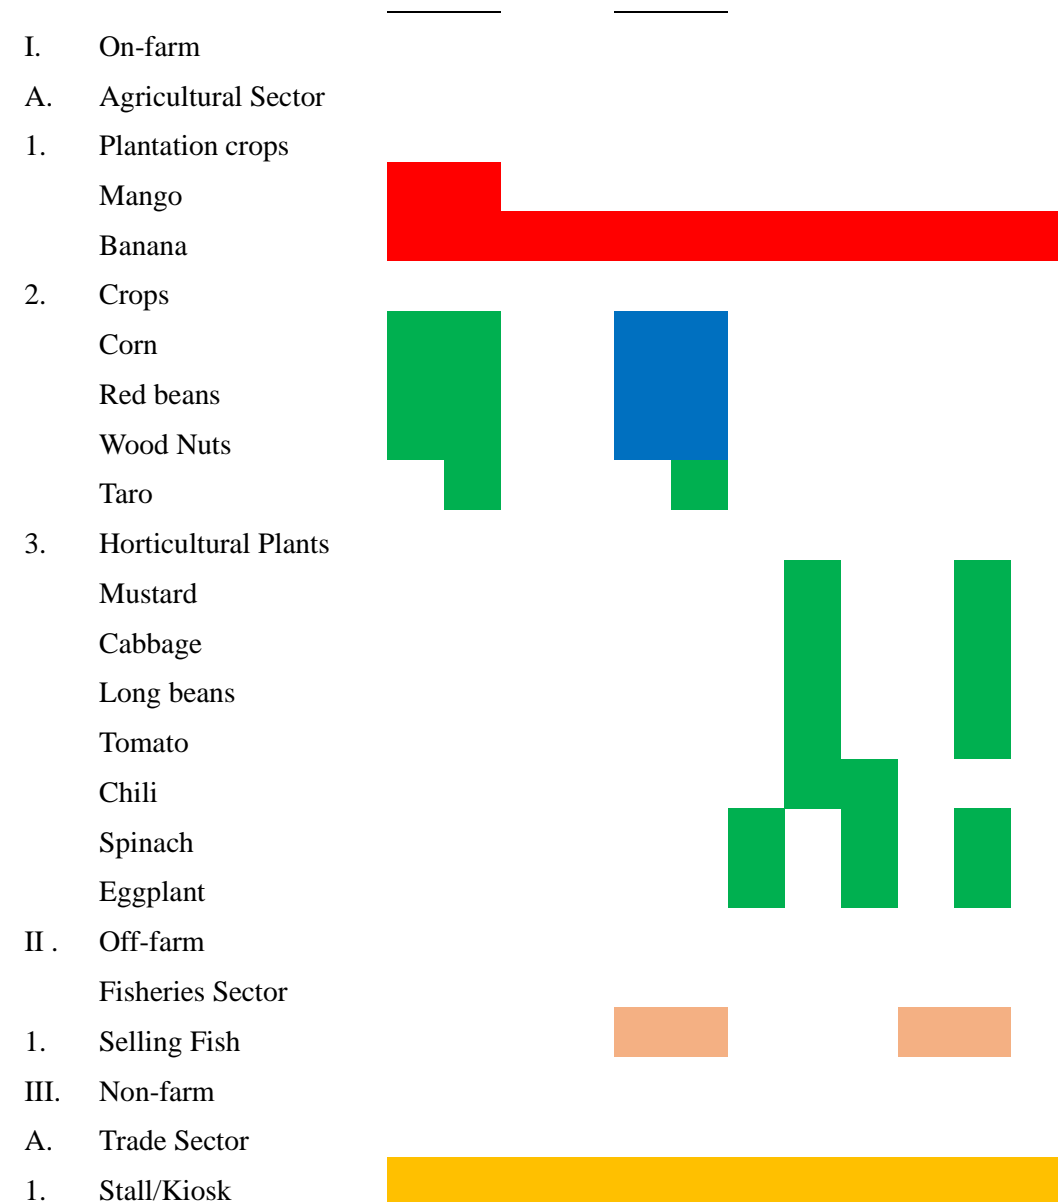 I. On-farm
A. Agricultural Sector
1. Plantation crops
Mango
Banana
2. Crops
Corn
Red beans
Wood Nuts
Taro
3. Horticultural Plants
Mustard
Cabbage
Long beans
Tomato
Chili
Spinach
Eggplant
II . Off-farm
Fisheries Sector
1. Selling Fish
III. Non-farm
A. Trade Sector
1. Stall/Kiosk